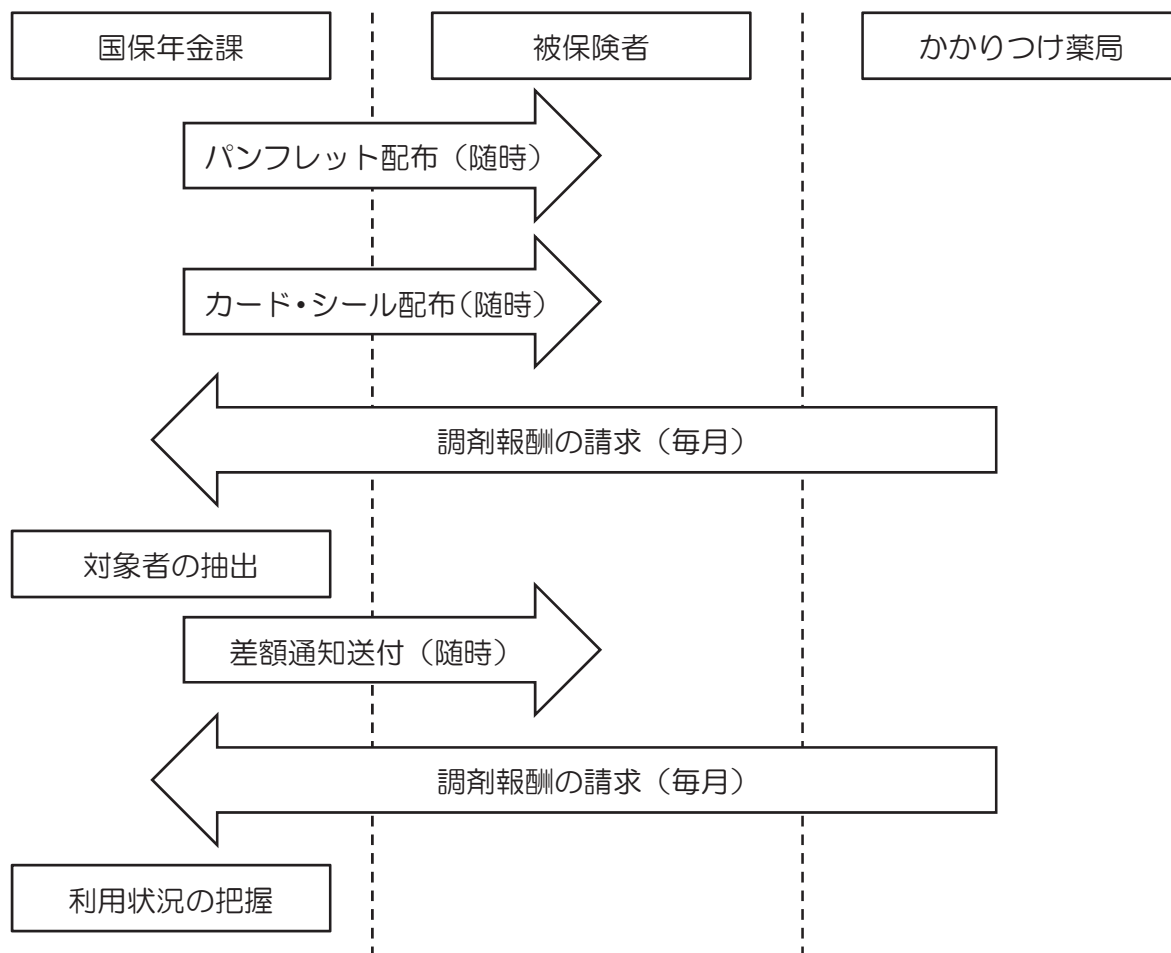 国保年金課
被保険者
かかりつけ薬局
パンフレット配布（随時）
カード・シール配布（随時）
調剤報酬の請求（毎月）
対象者の抽出
差額通知送付（随時）
調剤報酬の請求（毎月）
利用状況の把握